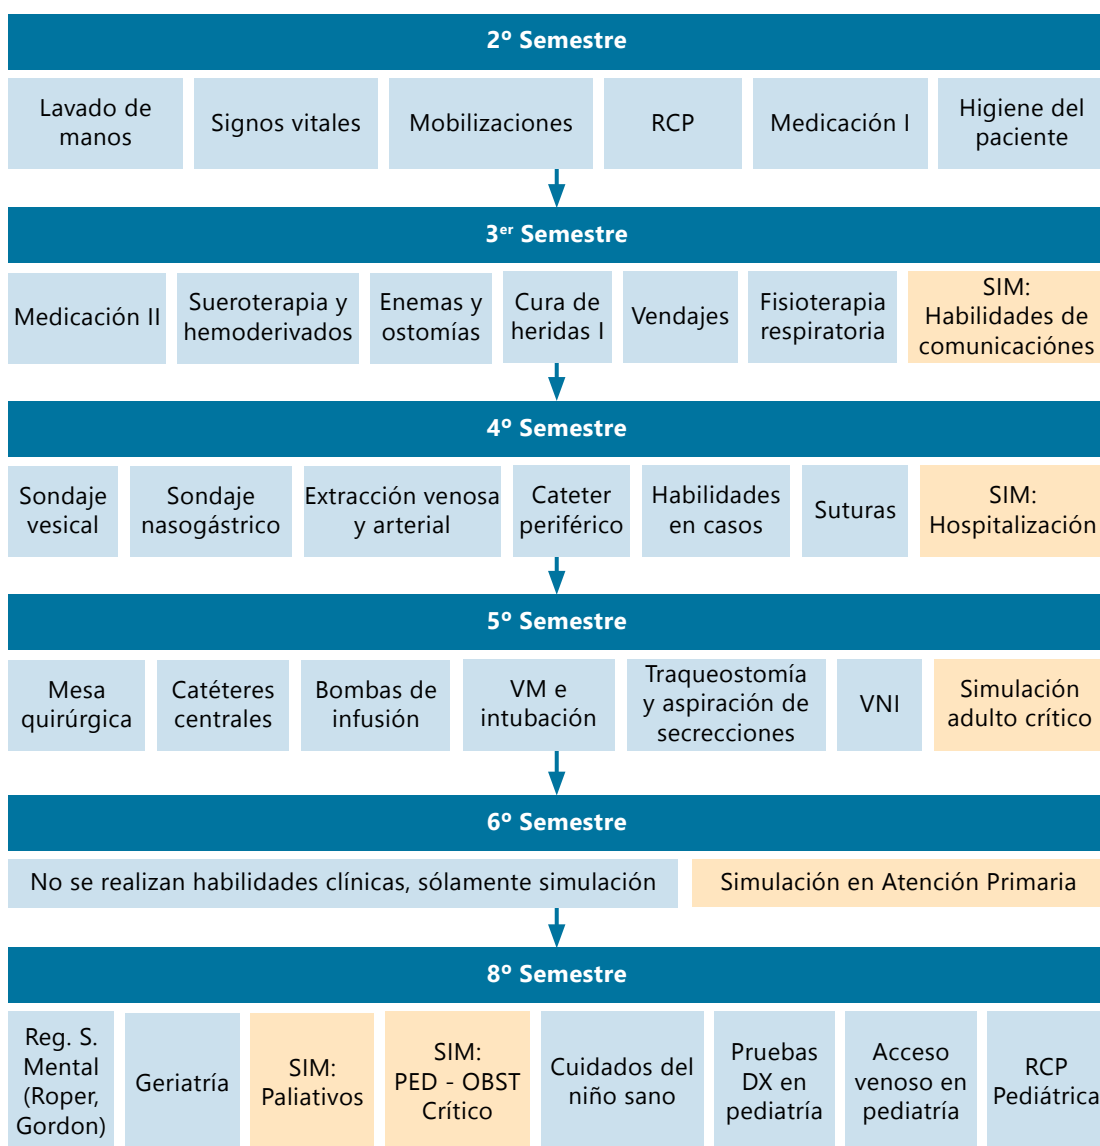 2º Semestre
Lavado de
manos
Signos vitales
Mobilizaciones
RCP
Medicación I
Higiene del
paciente
3er Semestre
Medicación II
Sueroterapia y
hemoderivados
Enemas y
ostomías
Cura de
heridas I
Vendajes
Fisioterapia
respiratoria
SIM:
Habilidades de
comunicaciónes
4º Semestre
Sondaje
vesical
Sondaje
nasogástrico
Extracción venosa
y arterial
Cateter
periférico
Habilidades
en casos
Suturas
SIM:
Hospitalización
5º Semestre
Mesa
quirúrgica
Catéteres
centrales
Bombas de
infusión
VM e
intubación
Traqueostomía
y aspiración de
secrecciones
VNI
Simulación
adulto crítico
6º Semestre
No se realizan habilidades clínicas, sólamente simulación
Simulación en Atención Primaria
8º Semestre
Reg. S.
Mental
(Roper,
Gordon)
Geriatría
SIM:
Paliativos
SIM:
PED - OBST
Crítico
Cuidados del
niño sano
Pruebas
DX en
pediatría
Acceso
venoso en
pediatría
RCP
Pediátrica